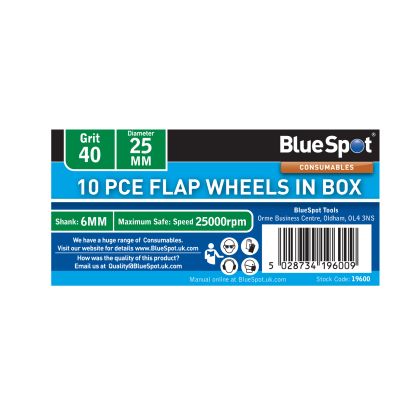 Grit
40
Diameter
25
MM
BlueSpot®
CONSUMABLES
10 PCE FLAP WHEELS IN BOX
Shank: 6MM
Maximum Safe: Speed 25000rpm
BlueSpot Tools
Orme Business Centre, Oldham, OL4 3NS
We have a huge range of Consumables.
Visit our website for details www.BlueSpot.uk.com
How was the quality of this product?
Email us at Quality@BlueSpot.uk.com
5 028734 196009
Manual online at BlueSpot.uk.com
Stock Code: 19600